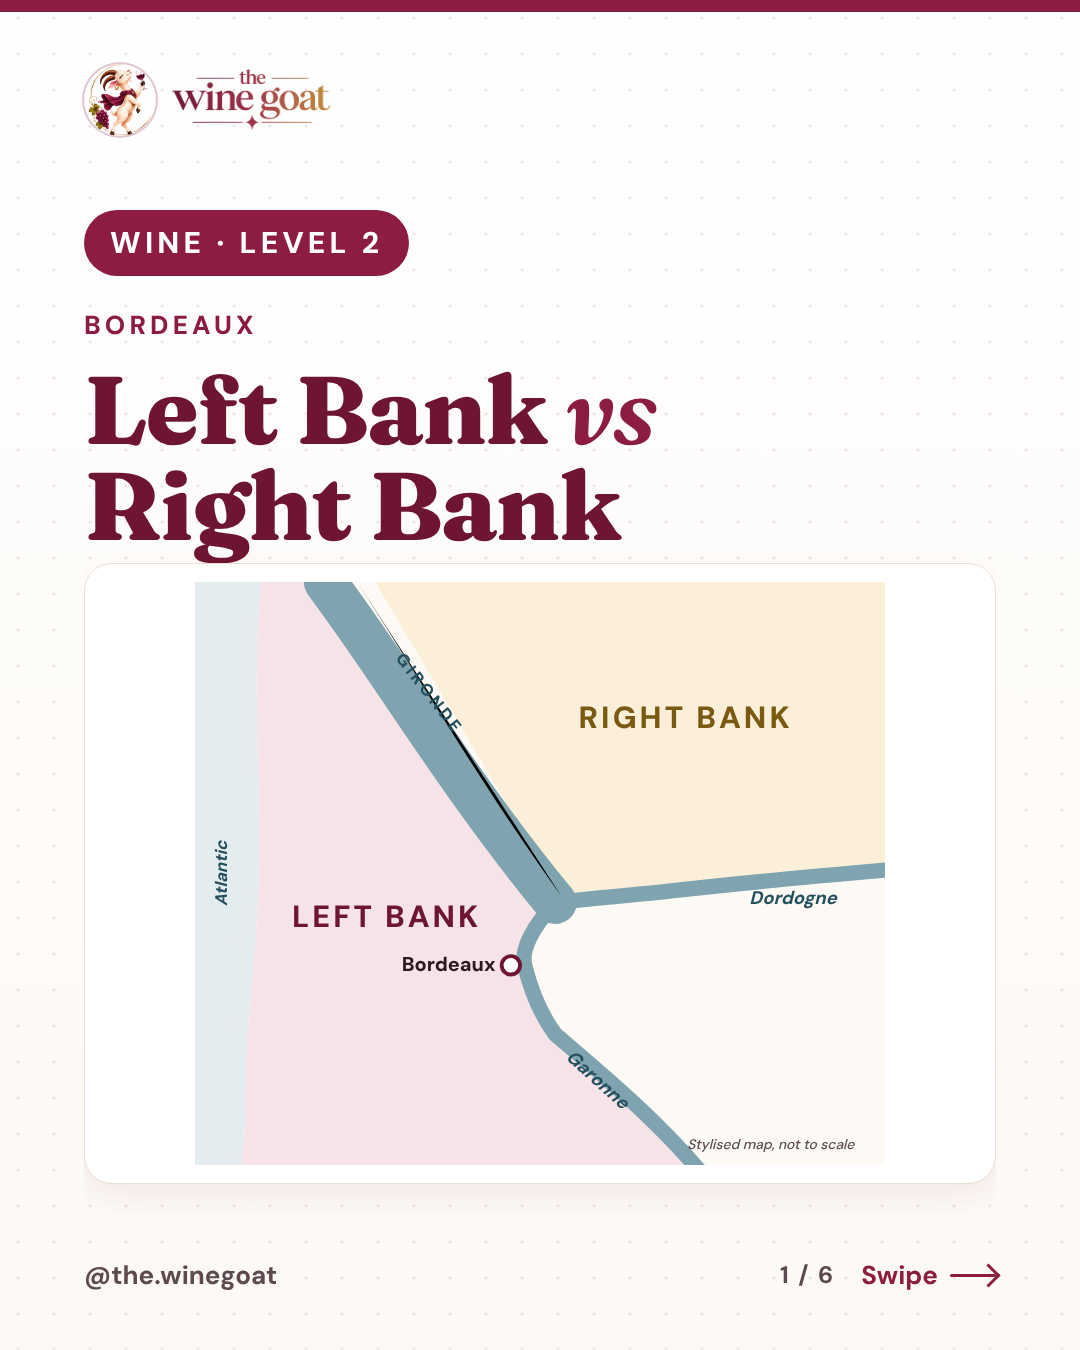 the
wine goat
WINE · LEVEL 2
BORDEAUX
Left Bank vs
Right Bank
GIRONDE
RIGHT BANK
Atlantic
Dordogne
LEFT BANK
Bordeaux
Garonne
Stylised map, not to scale
@the.winegoat
1 / 6
Swipe